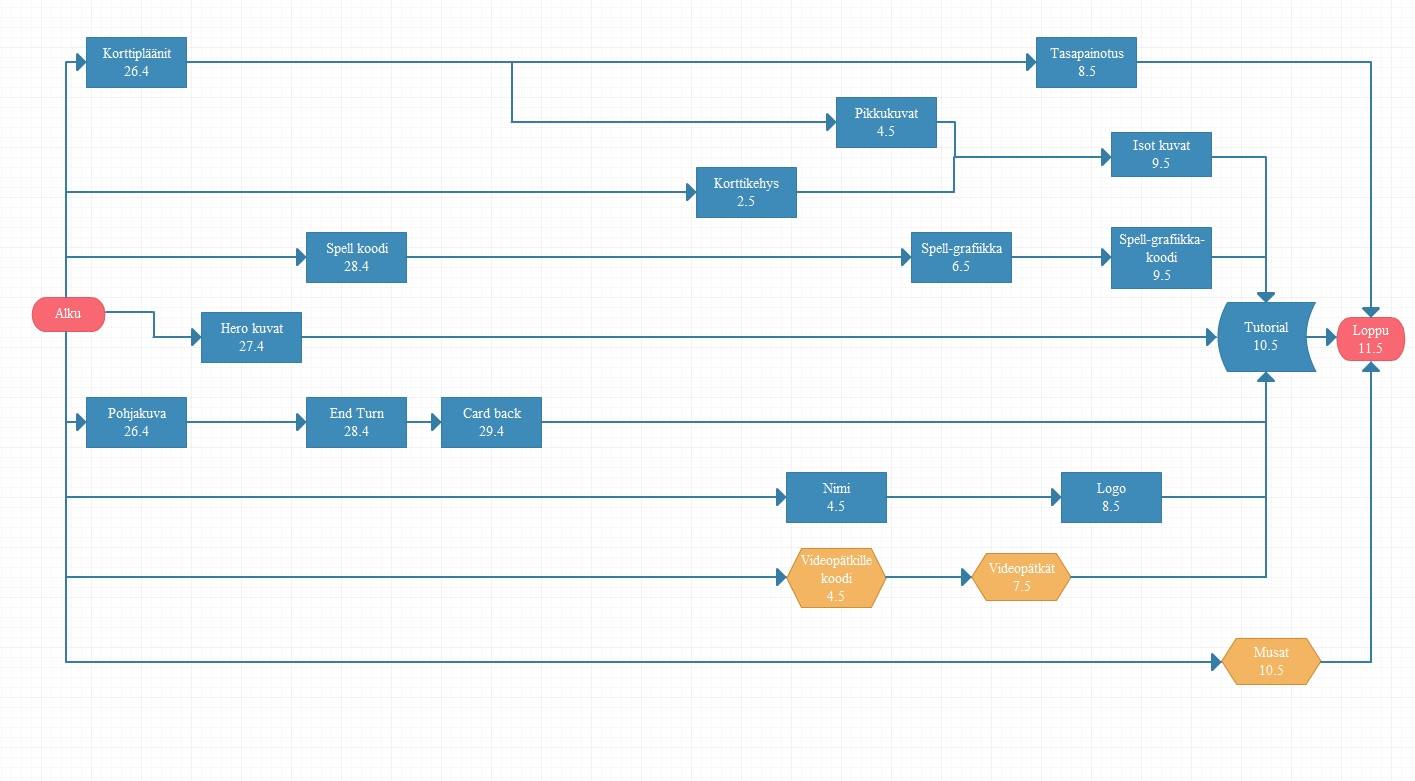 Korttipläänit
26.4
Tasapainotus
8.5
Pikkukuvat
4.5
Isot kuvat
9.5
Korttikehys
2.5
Spell koodi
28.4
Spell-grafiikka
6.5
Spell-grafiikka-
koodi
9.5
Alku
Hero kuvat
27.4
Tutorial
10.5
Loppu
11.5
Pohjakuva
26.4
End Turn
28.4
Card back
29.4
Nimi
4.5
Logo
8.5
Videopätkille
koodi
4.5
Videopätkät
7.5
Musat
10.5